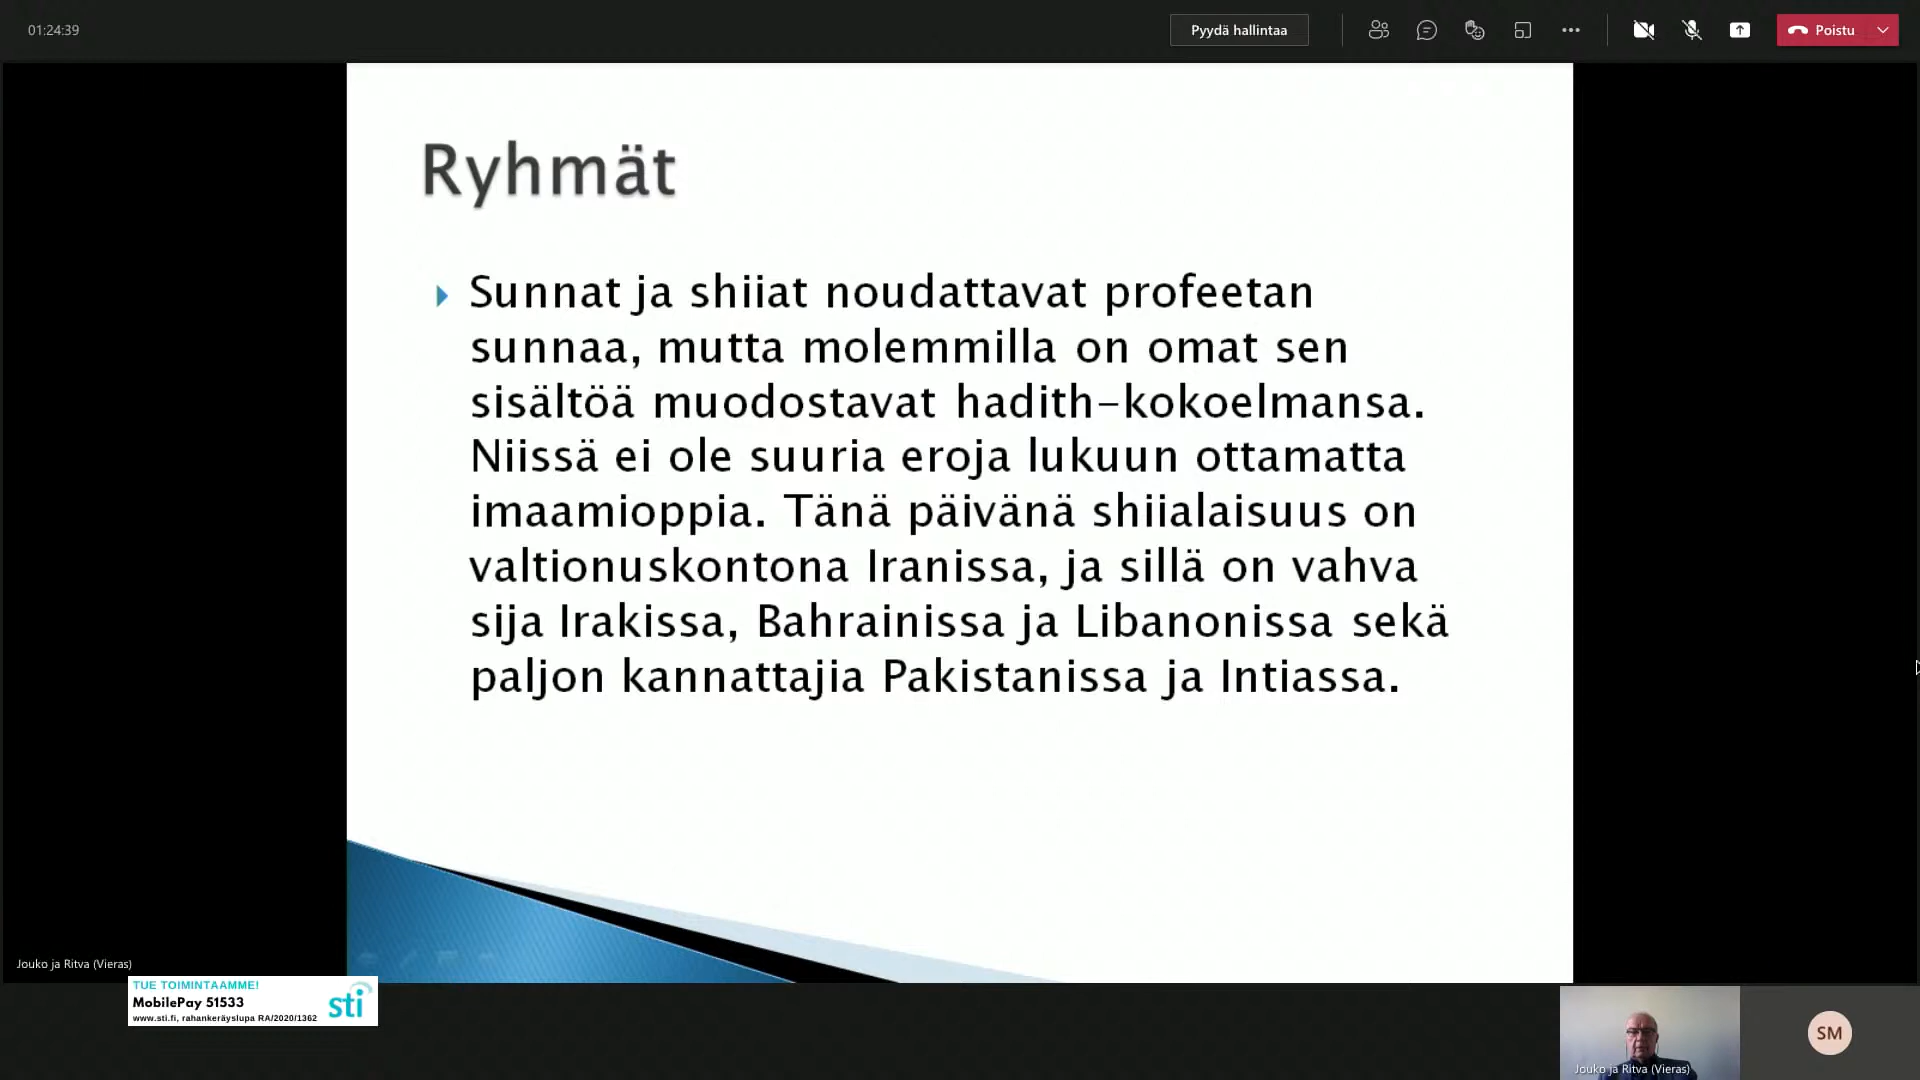 01:24:39
Pyydä hallintaa
Poistu
Ryhmät
Sunnat ja shiiat noudattavat profeetan
sunnaa, mutta molemmilla on omat sen
sisältöä muodostavat hadith-kokoelmansa.
Niissä ei ole suuria eroja lukuun ottamatta
imaamioppia. Tänä päivänä shiialaisuus on
valtionuskontona Iranissa, ja sillä on vahva
sija Irakissa, Bahrainissa ja Libanonissa sekä
paljon kannattajia Pakistanissa ja Intiassa.
Jouko ja Ritva (Vieras)
TUE TOIMINTAAMME!
MobilePay 51533
www.sti.fi, rahankeräyslupa RA/2020/1362
sti
Jouko ja Ritva (Vieras)
SM